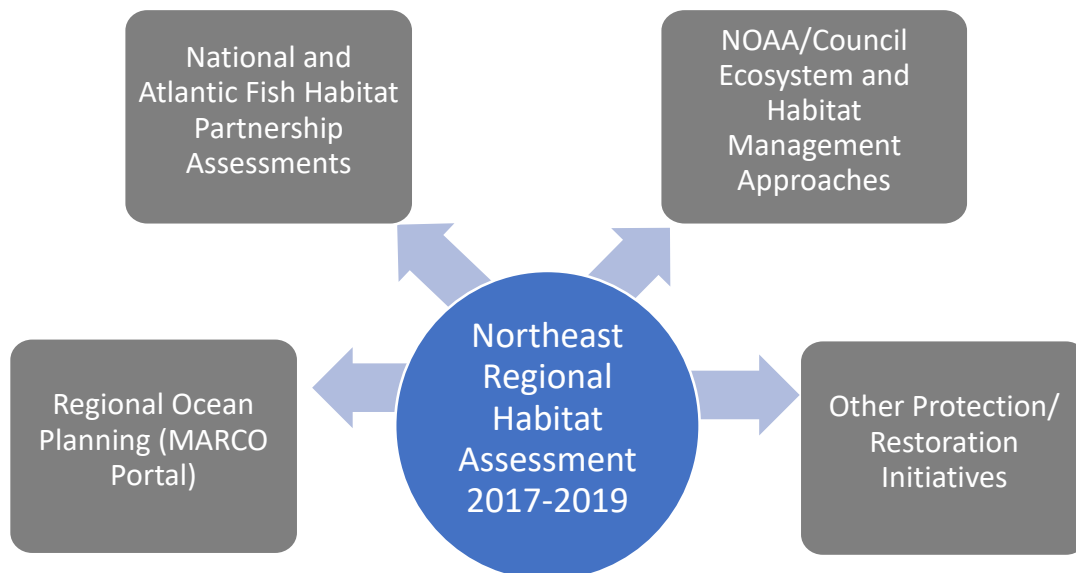 National and
Atlantic Fish Habitat
Partnership
Assessments
NOAA/Council
Ecosystem and
Habitat
Management
Approaches
Regional Ocean
Planning (MARCO
Portal)
Northeast
Regional
Habitat
Assessment
2017-2019
Other Protection/
Restoration
Initiatives